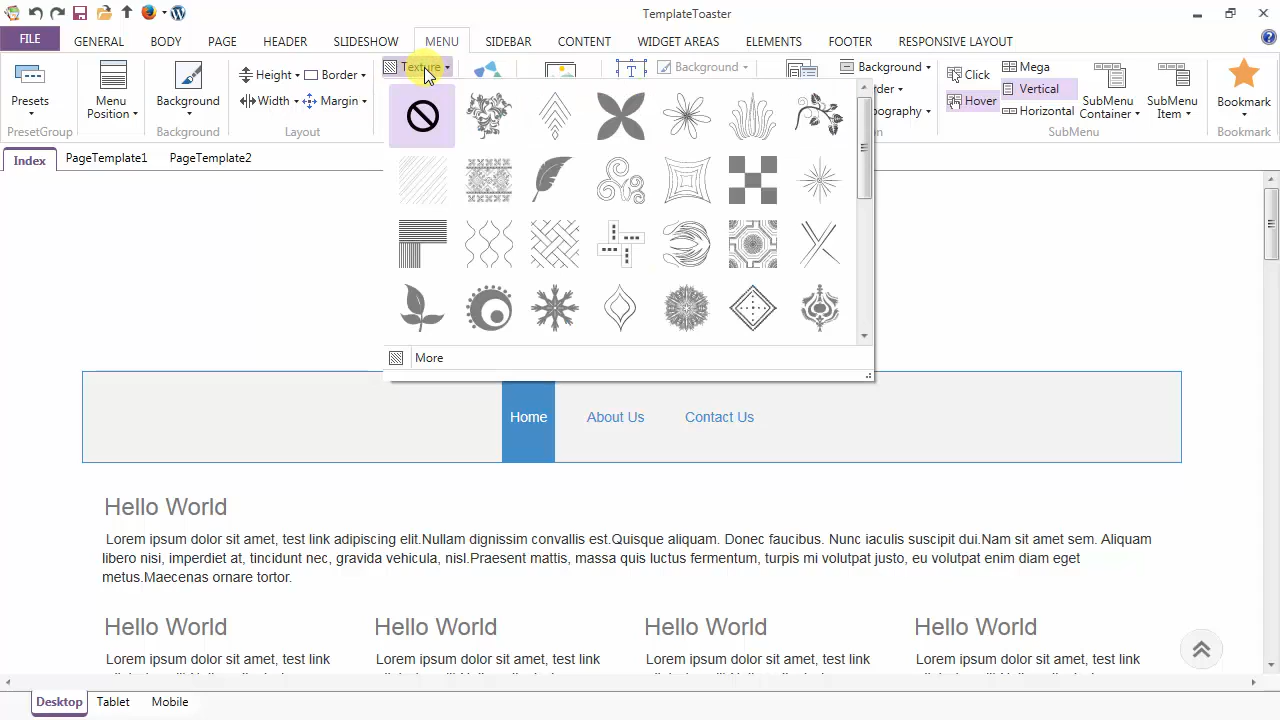 TemplateToaster
FILE GENERAL BODY PAGE HEADER SLIDESHOW MENU SIDEBAR CONTENT WIDGET AREAS ELEMENTS FOOTER RESPONSIVE LAYOUT
Presets
PresetGroup
Menu
Position
Background
Background
Height Border
Width Margin
Layout
Texture
Background
Background
Click
Hover
Mega
Vertical
Horizontal
SubMenu
Container
SubMenu
Item
SubMenu
Bookmark
Bookmark
Index PageTemplate1 PageTemplate2
More
Home About Us Contact Us
Hello World
Lorem ipsum dolor sit amet, test link adipiscing elit.Nullam dignissim convallis est.Quisque aliquam. Donec faucibus. Nunc iaculis suscipit dui.Nam sit amet sem. Aliquam
libero nisi, imperdiet at, tincidunt nec, gravida vehicula, nisl.Praesent mattis, massa quis luctus fermentum, turpis mi volutpat justo, eu volutpat enim diam eget
metus.Maecenas ornare tortor.
Hello World Hello World Hello World Hello World
Lorem ipsum dolor sit amet, test link Lorem ipsum dolor sit amet, test link Lorem ipsum dolor sit amet, test link Lorem ipsum dolor sit amet, test link
Desktop Tablet Mobile